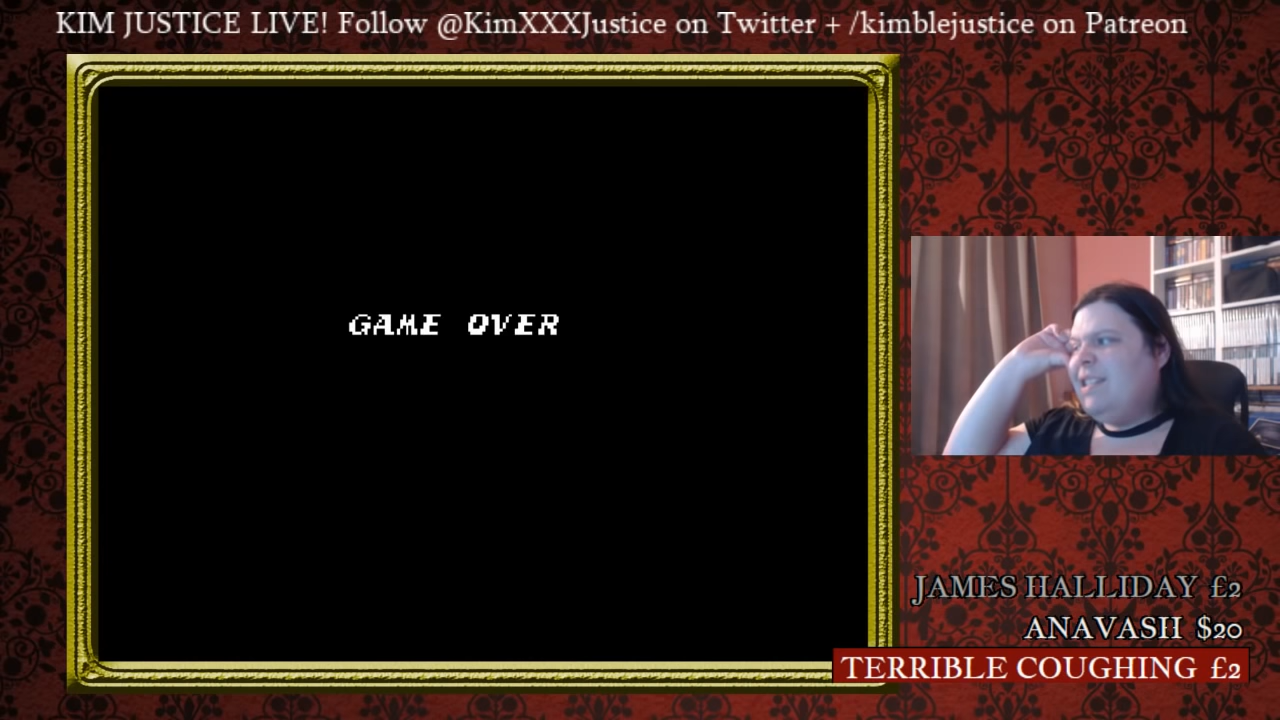 KIM JUSTICE LIVE! Follow @KimXXXJustice on Twitter + /kimblejustice on Patreon
GAME OVER
JAMES HALLIDAY £2
ANAVASH $20
TERRIBLE COUGHING £2